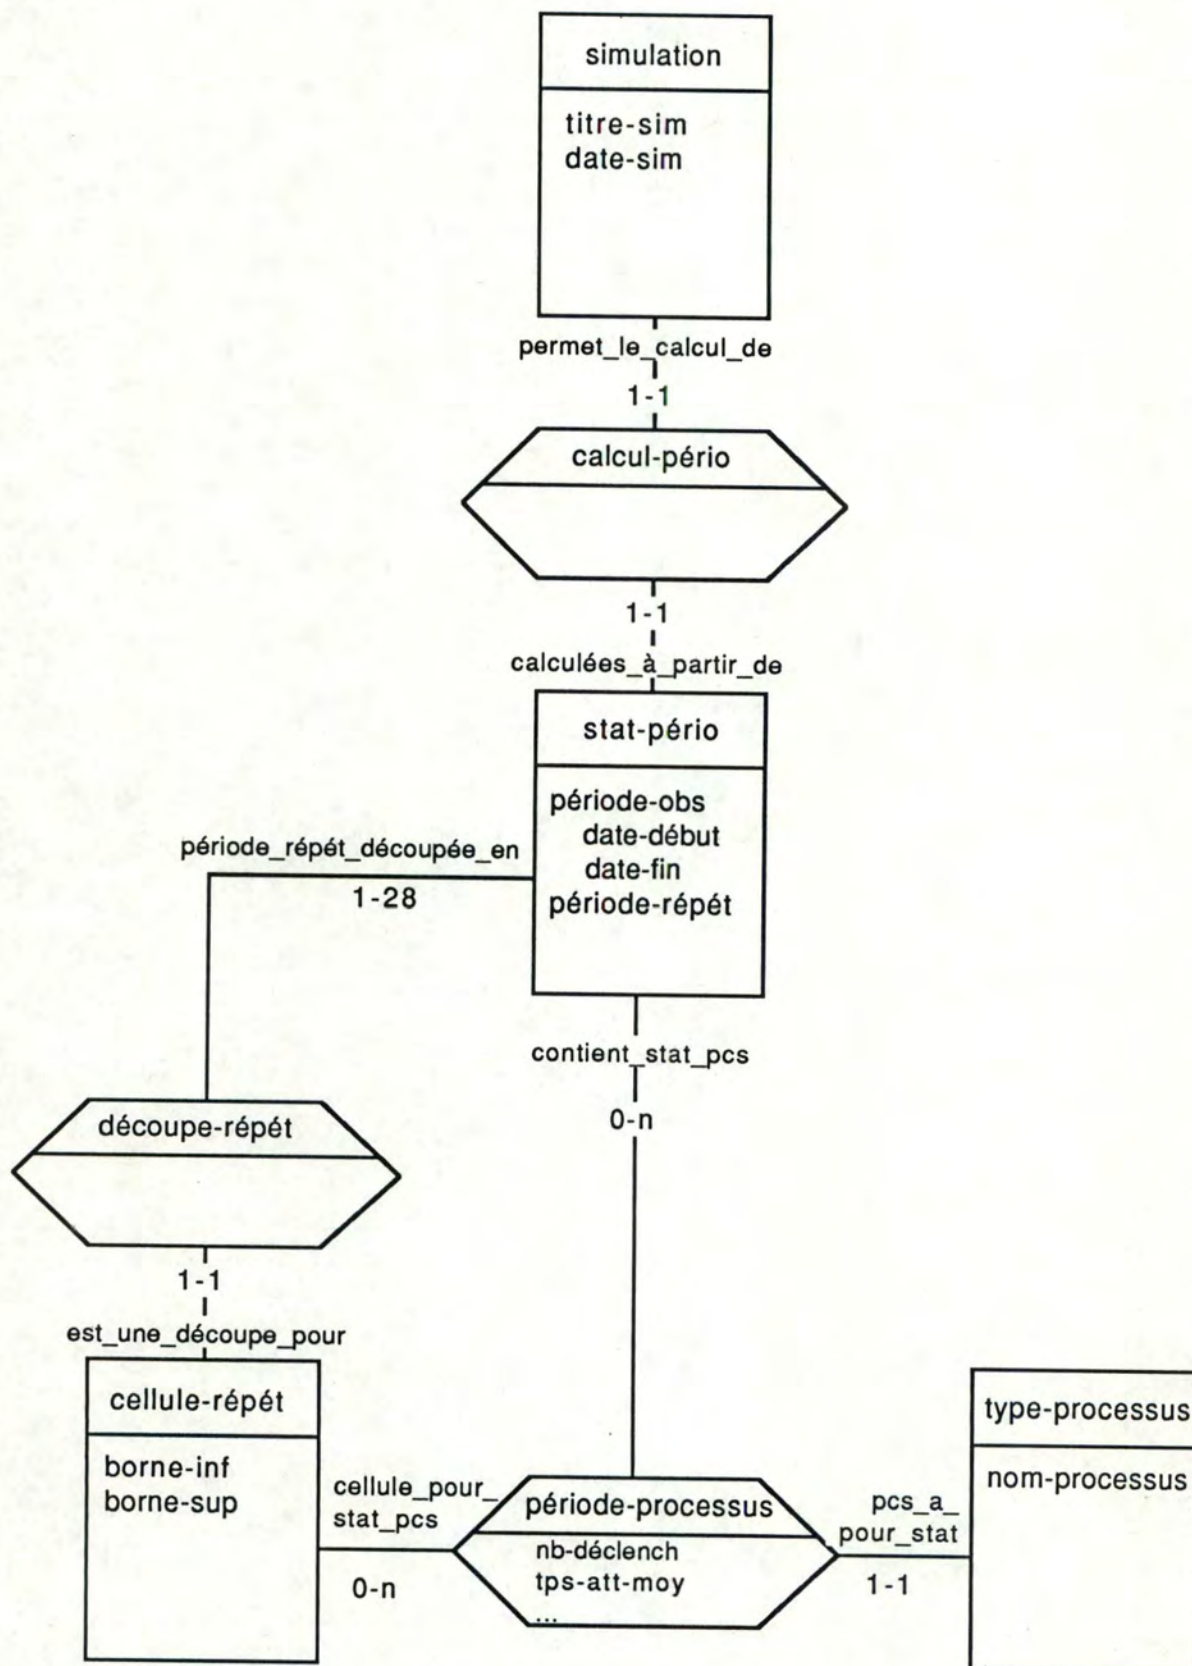 simulation
titre-sim
date-sim
permet_le_calcul_de
1-1
calcul-pério
1-1
calculées_à_partir_de
stat-pério
période-obs
date-début
date-fin
période-répét
période_répét_découpée_en
1-28
contient_stat_pcs
0-n
découpe-répét
1-1
est_une_découpe_pour
cellule-répét
borne-inf
borne-sup
cellule_pour_
stat_pcs
0-n
période-processus
nb-déclench
tps-att-moy
...
pcs_a_
pour_stat
1-1
type-processus
nom-processus